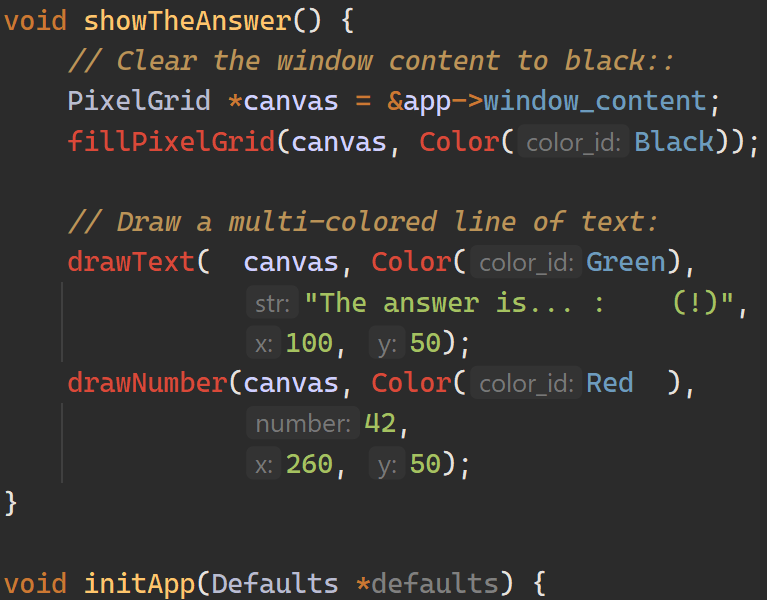 void showTheAnswer() {
    // Clear the window content to black::
    PixelGrid *canvas = &app->window_content;
    fillPixelGrid(canvas, Color( color_id: Black));

    // Draw a multi-colored line of text:
    drawText(  canvas, Color( color_id: Green),
               str: "The answer is... :    (!)",
               x: 100, y: 50);
    drawNumber(canvas, Color( color_id: Red  ),
               number: 42,
               x: 260, y: 50);
}

void initApp(Defaults *defaults) {